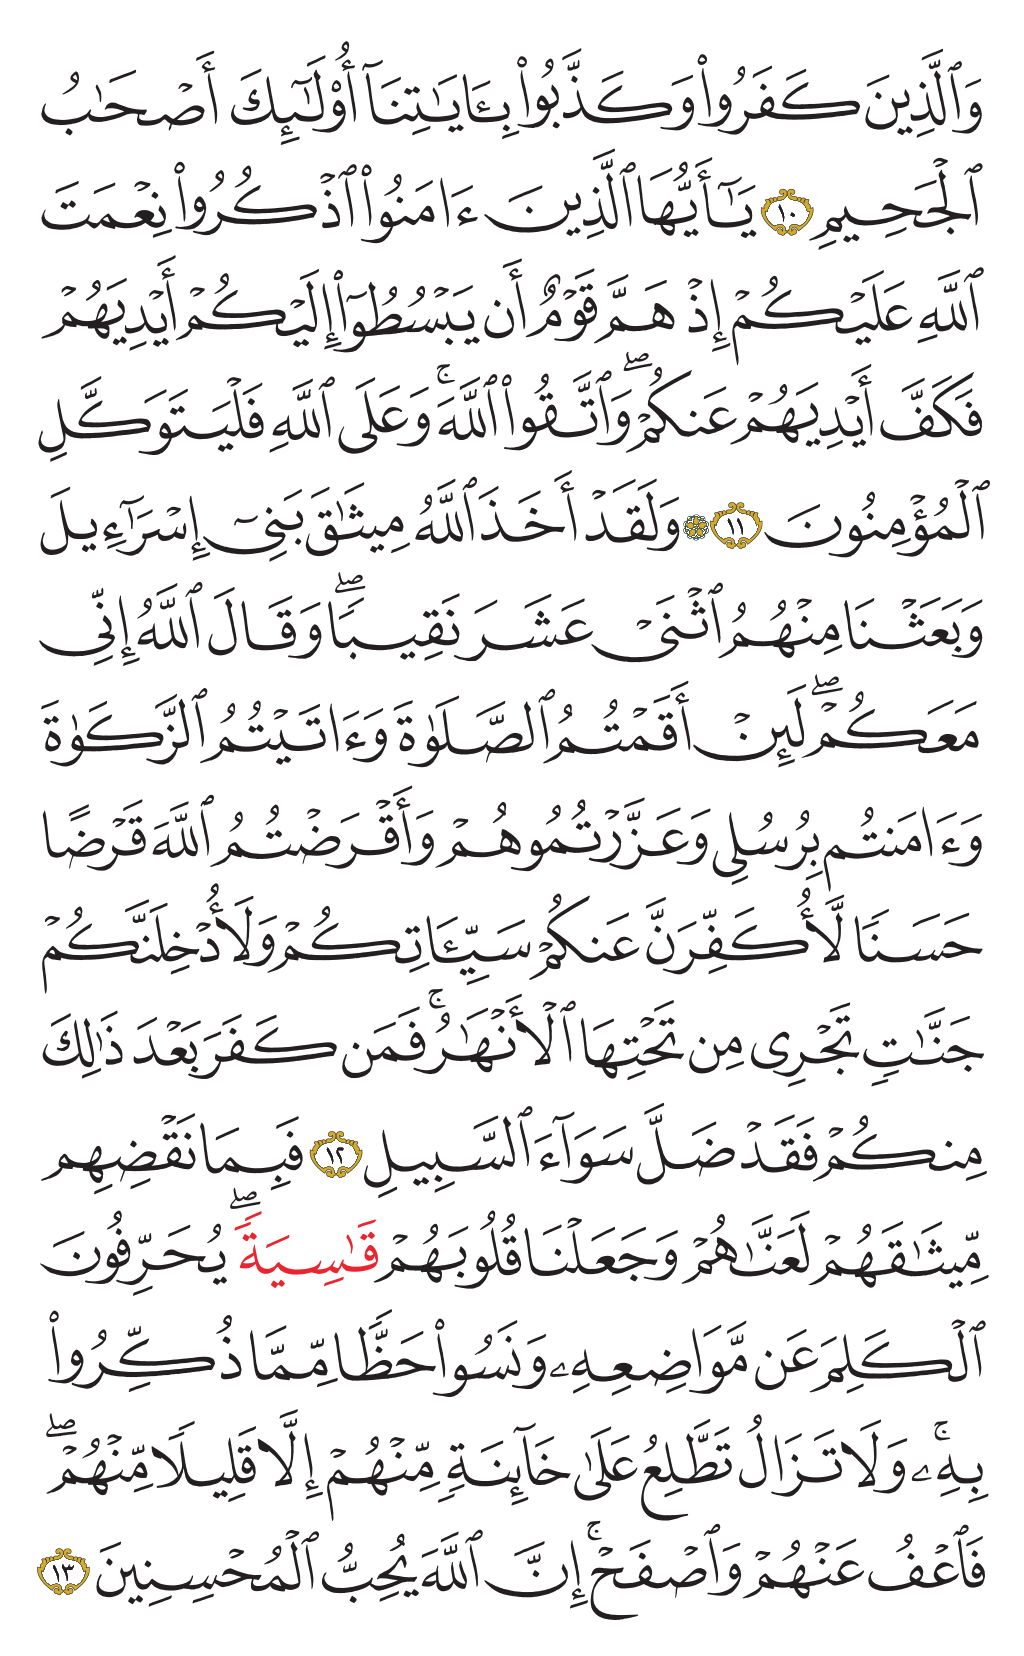 وَٱلَّذِينَ كَفَرُوا۟ وَكَذَّبُوا۟ بِـَٔايَـٰتِنَآ أُو۟لَـٰٓئِكَ أَصْحَـٰبُ
ٱلْجَحِيمِ ١٠ يَـٰٓأَيُّهَا ٱلَّذِينَ ءَامَنُوا۟ ٱذْكُرُوا۟ نِعْمَتَ
ٱللَّهِ عَلَيْكُمْ إِذْ هَمَّ قَوْمٌ أَن يَبْسُطُوٓا۟ إِلَيْكُمْ أَيْدِيَهُمْ
فَكَفَّ أَيْدِيَهُمْ عَنكُمْ ۖ وَٱتَّقُوا۟ ٱللَّهَ ۚ وَعَلَى ٱللَّهِ فَلْيَتَوَكَّلِ
ٱلْمُؤْمِنُونَ ١١ ۞ وَلَقَدْ أَخَذَ ٱللَّهُ مِيثَـٰقَ بَنِىٓ إِسْرَٰٓءِيلَ
وَبَعَثْنَا مِنْهُمُ ٱثْنَىْ عَشَرَ نَقِيبًا ۖ وَقَالَ ٱللَّهُ إِنِّى
مَعَكُمْ ۖ لَئِنْ أَقَمْتُمُ ٱلصَّلَوٰةَ وَءَاتَيْتُمُ ٱلزَّكَوٰةَ
وَءَامَنتُم بِرُسُلِى وَعَزَّرْتُمُوهُمْ وَأَقْرَضْتُمُ ٱللَّهَ قَرْضًا
حَسَنًا لَّأُكَفِّرَنَّ عَنكُمْ سَيِّـَٔاتِكُمْ وَلَأُدْخِلَنَّكُمْ
جَنَّـٰتٍ تَجْرِى مِن تَحْتِهَا ٱلْأَنْهَـٰرُ ۚ فَمَن كَفَرَ بَعْدَ ذَٰلِكَ
مِنكُمْ فَقَدْ ضَلَّ سَوَآءَ ٱلسَّبِيلِ ١٢ فَبِمَا نَقْضِهِم
مِّيثَـٰقَهُمْ لَعَنَّـٰهُمْ وَجَعَلْنَا قُلُوبَهُمْ قَـٰسِيَةً ۖ يُحَرِّفُونَ
ٱلْكَلِمَ عَن مَّوَاضِعِهِۦ وَنَسُوا۟ حَظًّا مِّمَّا ذُكِّرُوا۟
بِهِۦ ۚ وَلَا تَزَالُ تَطَّلِعُ عَلَىٰ خَآئِنَةٍ مِّنْهُمْ إِلَّا قَلِيلًا مِّنْهُمْ ۖ
فَٱعْفُ عَنْهُمْ وَٱصْفَحْ ۚ إِنَّ ٱللَّهَ يُحِبُّ ٱلْمُحْسِنِينَ ١٣